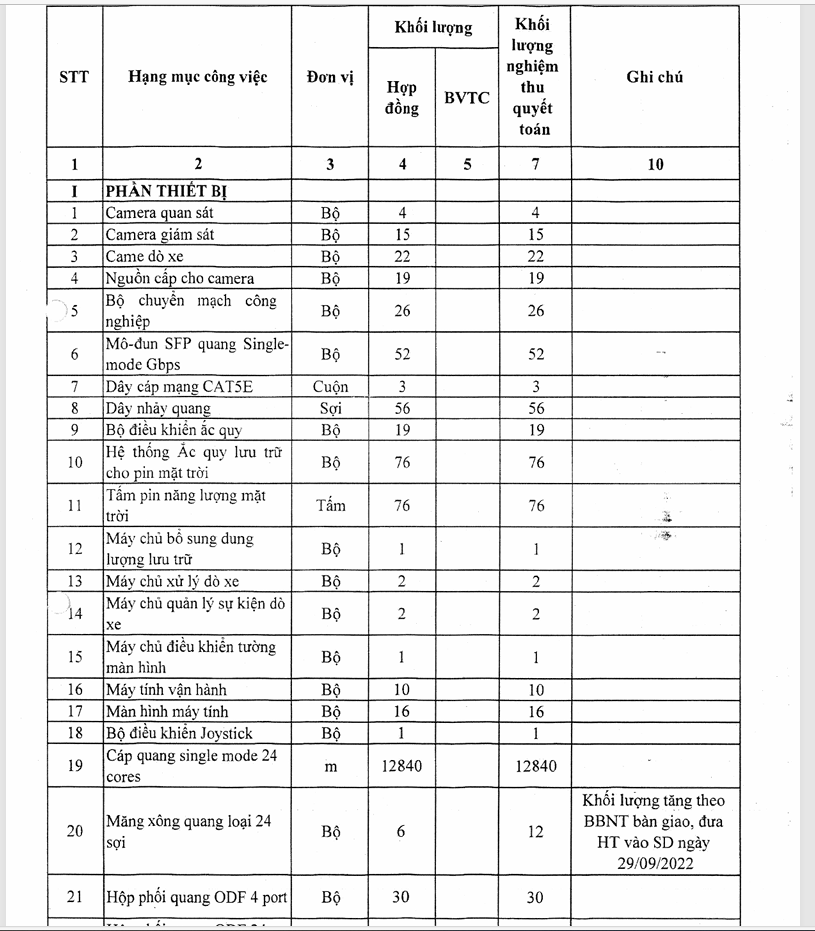 STT Hạng mục công việc Đơn vị Khối lượng Khối lượng nghiệm thu quyết toán Ghi chú
Hợp đồng BVTC
1 2 3 4 5 7 10
I PHẦN THIẾT BỊ
1 Camera quan sát Bộ 4 4
2 Camera giám sát Bộ 15 15
3 Came dò xe Bộ 22 22
4 Nguồn cấp cho camera Bộ 19 19
5 Bộ chuyển mạch công nghiệp Bộ 26 26
6 Mô-đun SFP quang Single-mode Gbps Bộ 52 52
7 Dây cáp mạng CAT5E Cuộn 3 3
8 Dây nhảy quang Sợi 56 56
9 Bộ điều khiển ắc quy Bộ 19 19
10 Hệ thống Ắc quy lưu trữ cho pin mặt trời Bộ 76 76
11 Tấm pin năng lượng mặt trời Tấm 76 76
12 Máy chủ bổ sung dung lượng lưu trữ Bộ 1 1
13 Máy chủ xử lý dò xe Bộ 2 2
14 Máy chủ quản lý sự kiện dò xe Bộ 2 2
15 Máy chủ điều khiển tường màn hình Bộ 1 1
16 Máy tính vận hành Bộ 10 10
17 Màn hình máy tính Bộ 16 16
18 Bộ điều khiển Joystick Bộ 1 1
19 Cáp quang single mode 24 cores m 12840 12840
20 Măng xông quang loại 24 sợi Bộ 6 12 Khối lượng tăng theo BBNT bàn giao, đưa HT vào SD ngày 29/09/2022
21 Hộp phối quang ODF 4 port Bộ 30 30